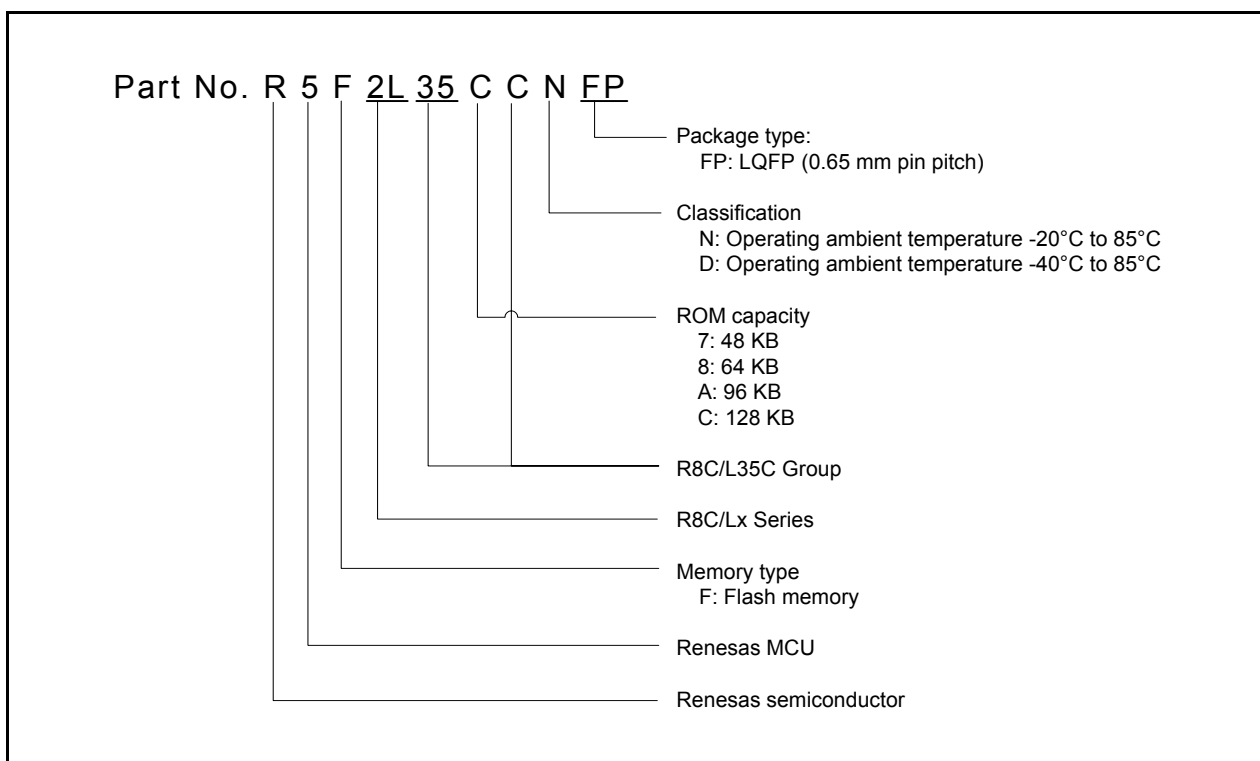 Part No. R 5 F 2L 35 C C N FP
Package type:
FP: LQFP (0.65 mm pin pitch)
Classification
N: Operating ambient temperature -20°C to 85°C
D: Operating ambient temperature -40°C to 85°C
ROM capacity
7: 48 KB
8: 64 KB
A: 96 KB
C: 128 KB
R8C/L35C Group
R8C/Lx Series
Memory type
F: Flash memory
Renesas MCU
Renesas semiconductor